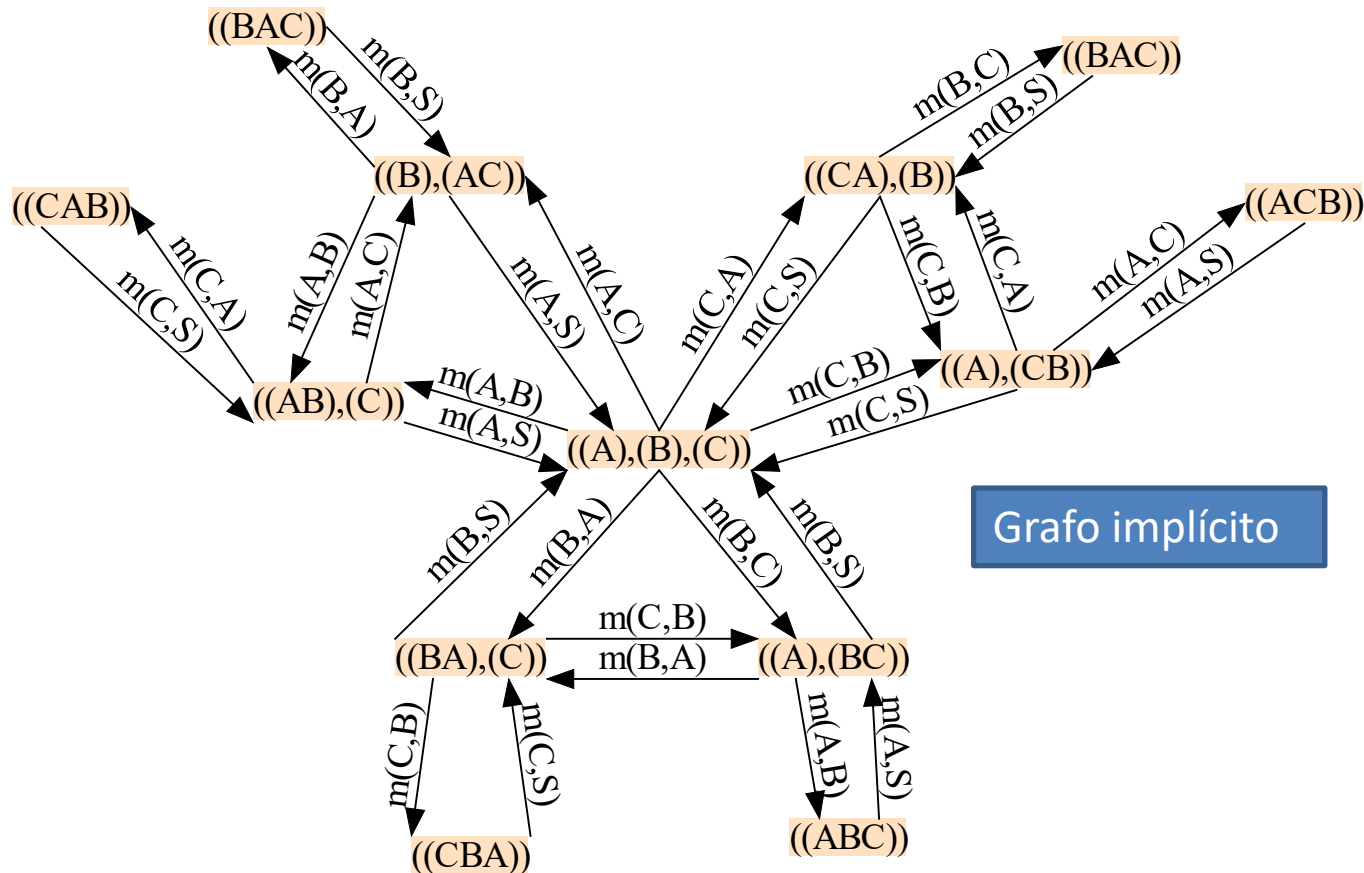 ((BAC))
((BAC))
m(B,A)
m(B,S)
m(B,C)
m(B,S)
((B),(AC))
((CA),(B))
((CAB))
((ACB))
m(C,A)
m(C,S)
m(A,B)
m(A,C)
m(A,S)
m(A,C)
m(C,A)
m(C,S)
m(C,B)
m(C,A)
m(A,C)
m(A,S)
((AB),(C))
m(A,B)
m(A,S)
m(C,B)
m(C,S)
((A),(CB))
((A),(B),(C))
m(B,S)
m(B,A)
m(B,C)
m(B,S)
Grafo implícito
((BA),(C))
m(C,B)
m(B,A)
((A),(BC))
m(C,B)
m(C,S)
m(A,B)
m(A,S)
((CBA))
((ABC))